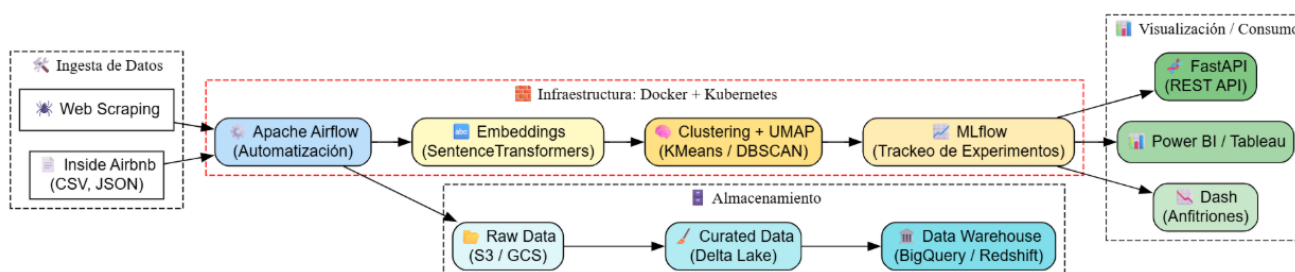 Ingesta de Datos
Web Scraping
Inside Airbnb
(CSV, JSON)
Infraestructura: Docker + Kubernetes
Apache Airflow
(Automatización)
abc Embeddings
(SentenceTransformers)
Clustering + UMAP
(KMeans / DBSCAN)
MLflow
(Trackeo de Experimentos)
Almacenamiento
Raw Data
(S3 / GCS)
Curated Data
(Delta Lake)
Data Warehouse
(BigQuery / Redshift)
Visualización / Consumo
FastAPI
(REST API)
Power BI / Tableau
Dash
(Anfitriones)